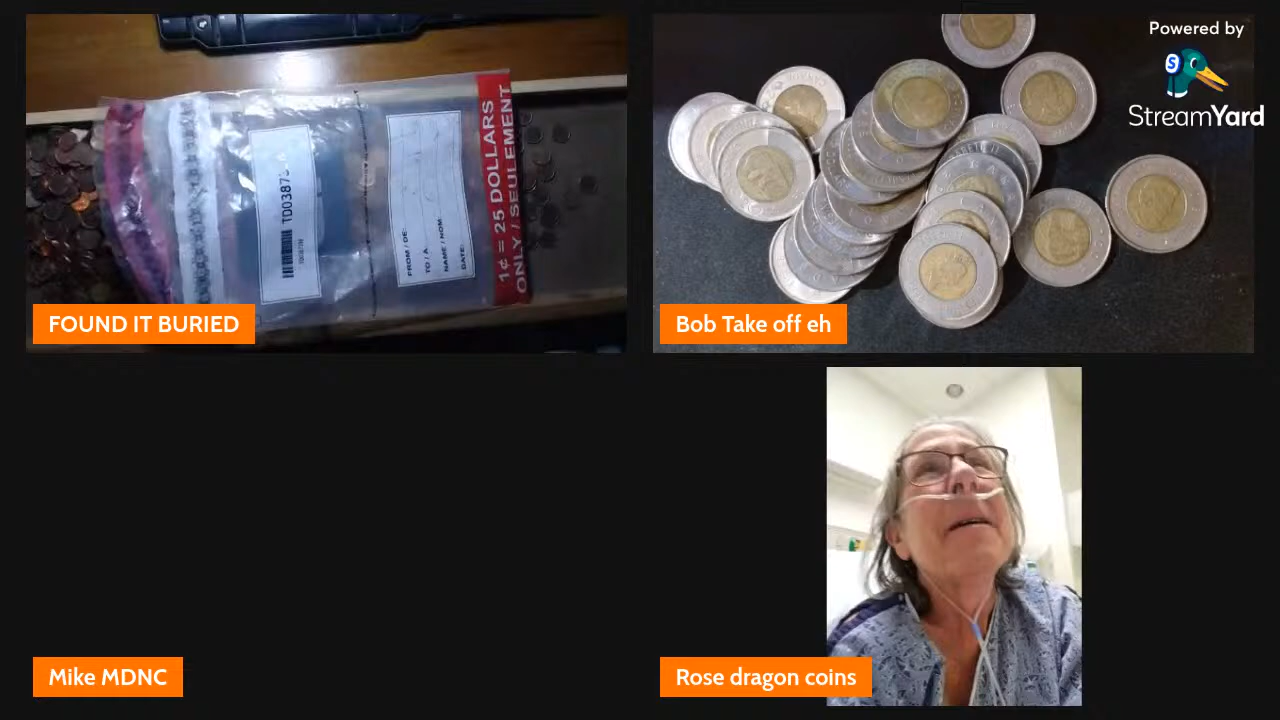 Powered by
StreamYard
1¢ = 25 DOLLARS
ONLY / SEULEMENT
FROM / DE:
TO / A
NAME / NOM:
DATE:
FOUND IT BURIED
Bob Take off eh
Mike MDNC
Rose dragon coins